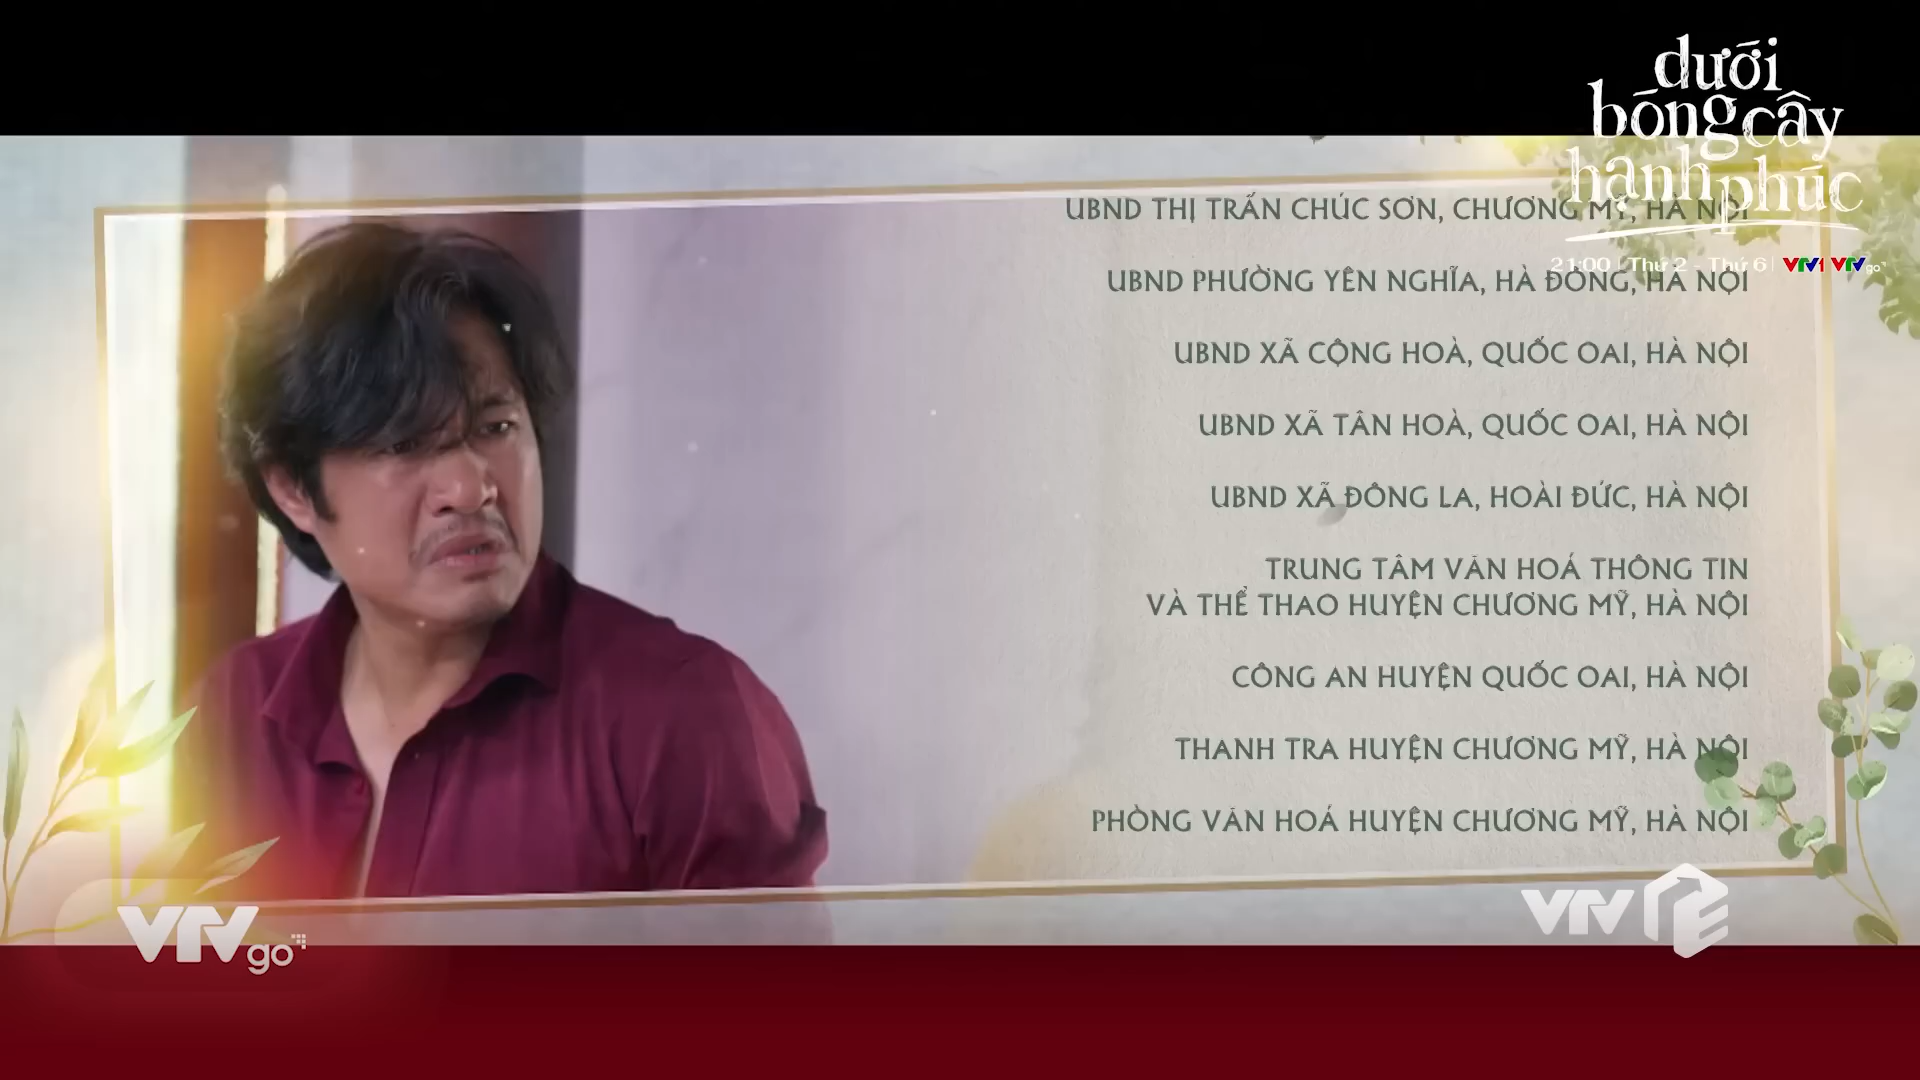 dưới
bóng cây
hạnh phúc
21:00 | Thứ 2 - Thứ 6 | VTV1 VTVgo
UBND THỊ TRẤN CHÚC SƠN, CHƯƠNG MỸ, HÀ NỘI
UBND PHƯỜNG YÊN NGHĨA, HÀ ĐÔNG, HÀ NỘI
UBND XÃ CỘNG HOÀ, QUỐC OAI, HÀ NỘI
UBND XÃ TÂN HOÀ, QUỐC OAI, HÀ NỘI
UBND XÃ ĐÔNG LA, HOÀI ĐỨC, HÀ NỘI
TRUNG TÂM VĂN HOÁ THÔNG TIN
VÀ THỂ THAO HUYỆN CHƯƠNG MỸ, HÀ NỘI
CÔNG AN HUYỆN QUỐC OAI, HÀ NỘI
THANH TRA HUYỆN CHƯƠNG MỸ, HÀ NỘI
PHÒNG VĂN HOÁ HUYỆN CHƯƠNG MỸ, HÀ NỘI
VTVgo
VTV